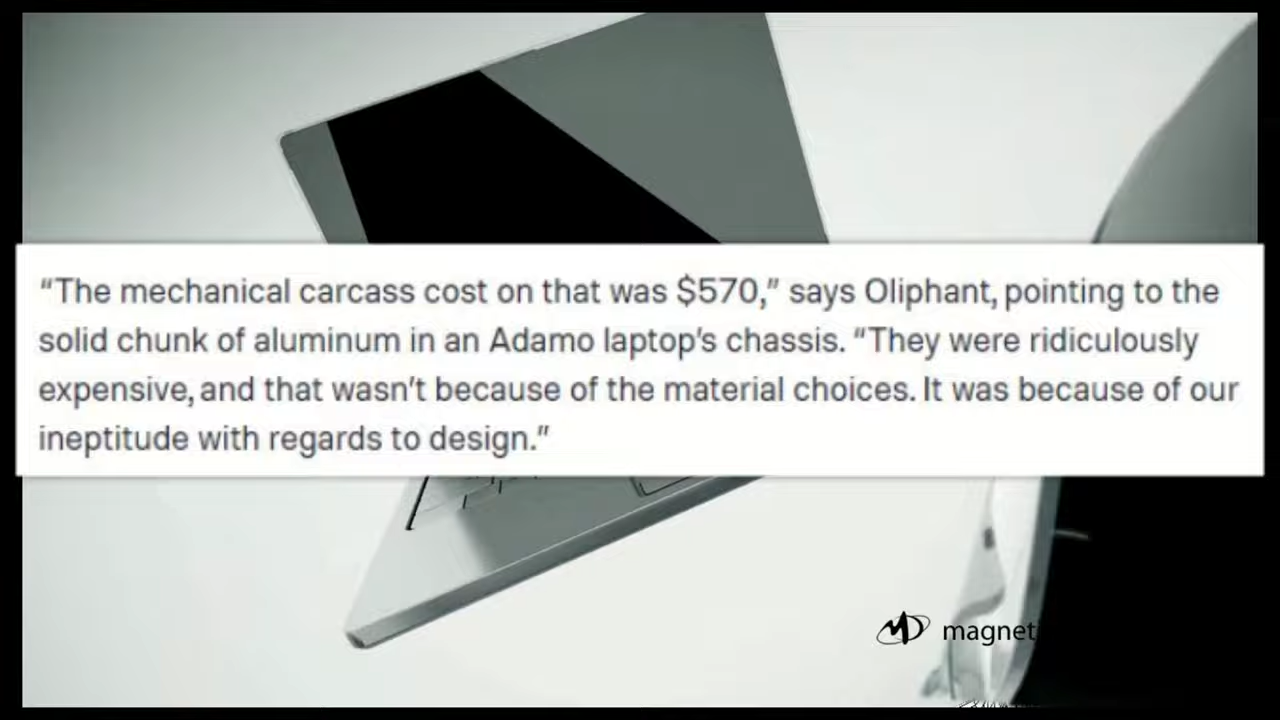 “The mechanical carcass cost on that was $570,” says Oliphant, pointing to the
solid chunk of aluminum in an Adamo laptop’s chassis. “They were ridiculously
expensive, and that wasn’t because of the material choices. It was because of our
ineptitude with regards to design.”